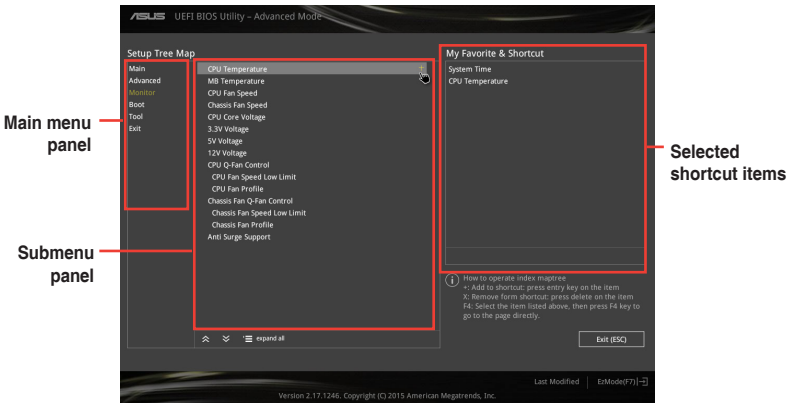 ASUS UEFI BIOS Utility – Advanced Mode
Setup Tree Map
Main
Advanced
Monitor
Boot
Tool
Exit
CPU Temperature +
MB Temperature
CPU Fan Speed
Chassis Fan Speed
CPU Core Voltage
3.3V Voltage
5V Voltage
12V Voltage
CPU Q-Fan Control
CPU Fan Speed Low Limit
CPU Fan Profile
Chassis Fan Q-Fan Control
Chassis Fan Speed Low Limit
Chassis Fan Profile
Anti Surge Support
expand all
My Favorite & Shortcut
System Time
CPU Temperature
i How to operate index maptree
+: Add to shortcut: press entry key on the item
X: Remove form shortcut: press delete on the item
F4: Select the item listed above, then press F4 key to
go to the page directly.
Exit (ESC)
Last Modified
EzMode(F7)
Version 2.17.1246. Copyright (C) 2015 American Megatrends, Inc.
Main menu
panel
Submenu
panel
Selected
shortcut items